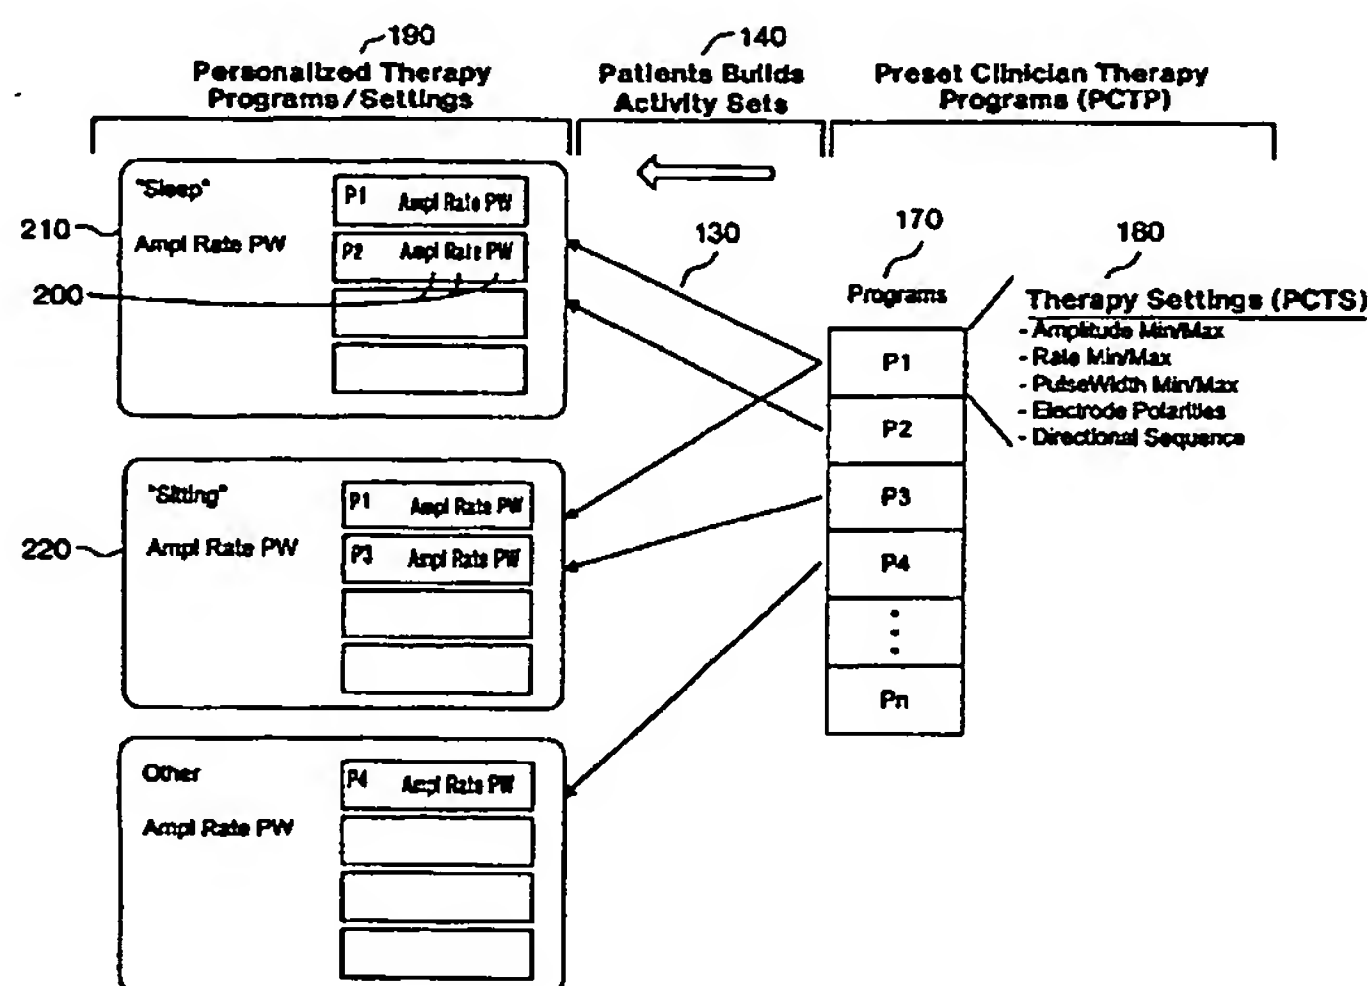 190
Personalized Therapy
Programs/Settings
140
Patients Builds
Activity Sets
Preset Clinician Therapy
Programs (PCTP)
"Sleep"
Ampl Rate PW
P1 Ampl Rate PW
P2 Ampl Rate PW
210
200
130
170
Programs
P1
P2
P3
P4
Pn
180
Therapy Settings (PCTS)
- Amplitude Min/Max
- Rate Min/Max
- PulseWidth Min/Max
- Electrode Polarities
- Directional Sequence
"Sitting"
Ampl Rate PW
P1 Ampl Rate PW
P3 Ampl Rate PW
220
Other
Ampl Rate PW
P4 Ampl Rate PW